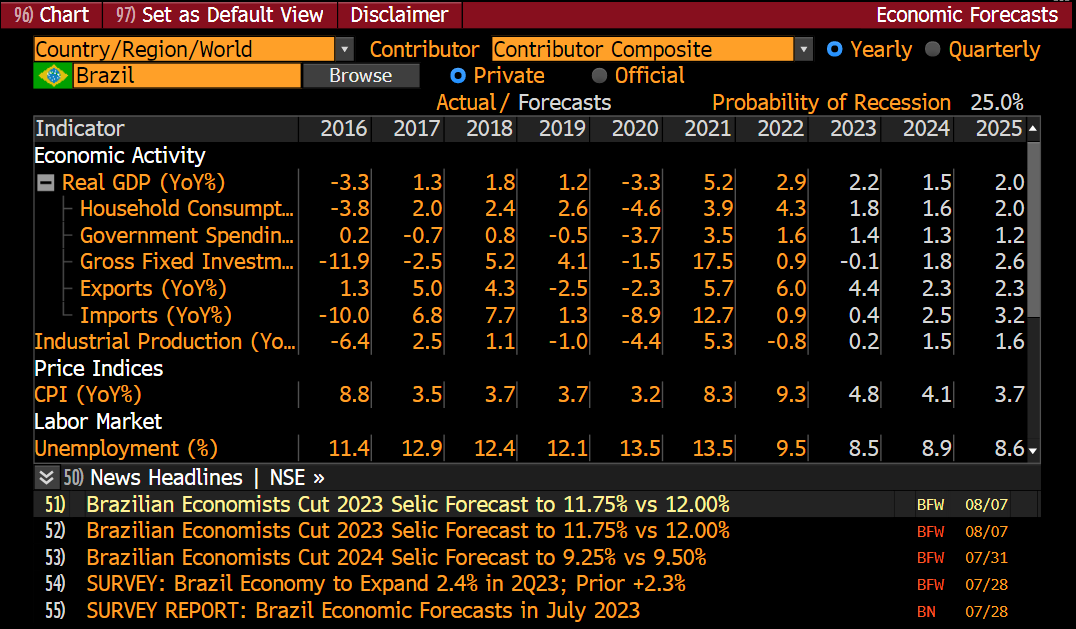 96) Chart 97) Set as Default View Disclaimer Economic Forecasts
Country/Region/World Contributor Contributor Composite Yearly Quarterly
Brazil Browse Private Official
Actual / Forecasts Probability of Recession 25.0%
Indicator 2016 2017 2018 2019 2020 2021 2022 2023 2024 2025
Economic Activity
Real GDP (YoY%) -3.3 1.3 1.8 1.2 -3.3 5.2 2.9 2.2 1.5 2.0
Household Consumpt... -3.8 2.0 2.4 2.6 -4.6 3.9 4.3 1.8 1.6 2.0
Government Spendin... 0.2 -0.7 0.8 -0.5 -3.7 3.5 1.6 1.4 1.3 1.2
Gross Fixed Investm... -11.9 -2.5 5.2 4.1 -1.5 17.5 0.9 -0.1 1.8 2.6
Exports (YoY%) 1.3 5.0 4.3 -2.5 -2.3 5.7 6.0 4.4 2.3 2.3
Imports (YoY%) -10.0 6.8 7.7 1.3 -8.9 12.7 0.9 0.4 2.5 3.2
Industrial Production (Yo... -6.4 2.5 1.1 -1.0 -4.4 5.3 -0.8 0.2 1.5 1.6
Price Indices
CPI (YoY%) 8.8 3.5 3.7 3.7 3.2 8.3 9.3 4.8 4.1 3.7
Labor Market
Unemployment (%) 11.4 12.9 12.4 12.1 13.5 13.5 9.5 8.5 8.9 8.6
50) News Headlines | NSE »
51) Brazilian Economists Cut 2023 Selic Forecast to 11.75% vs 12.00% BFW 08/07
52) Brazilian Economists Cut 2023 Selic Forecast to 11.75% vs 12.00% BFW 08/07
53) Brazilian Economists Cut 2024 Selic Forecast to 9.25% vs 9.50% BFW 07/31
54) SURVEY: Brazil Economy to Expand 2.4% in 2Q23; Prior +2.3% BFW 07/28
55) SURVEY REPORT: Brazil Economic Forecasts in July 2023 BN 07/28